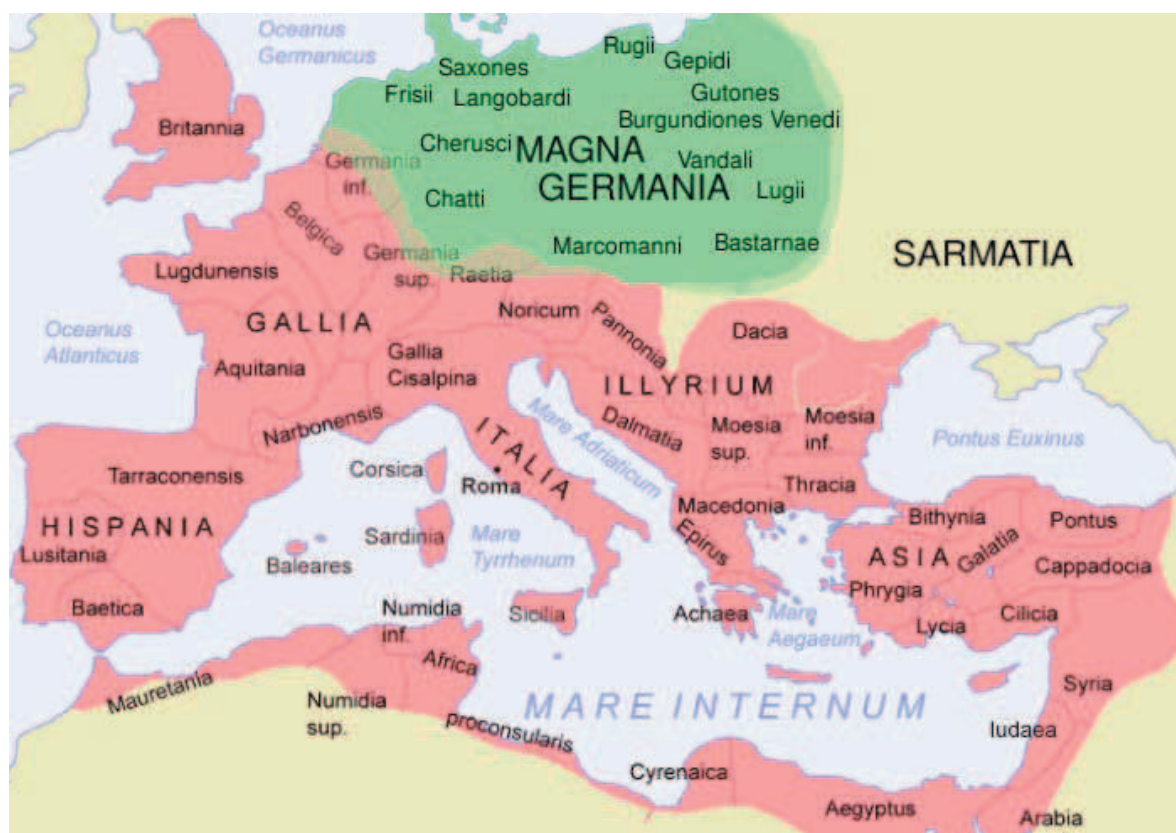 Oceanus
Germanicus
Rugii
Gepidi
Saxones
Frisii
Langobardi
Gutones
Burgundiones
Venedi
Britannia
Cherusci
MAGNA
GERMANIA
Vandali
Germania
inf.
Chatti
Lugii
Belgica
Marcomanni
Bastarnae
Germania
sup.
Raetia
SARMATIA
Lugdunensis
Noricum
Pannonia
Dacia
GALLIA
Oceanus
Atlanticus
Aquitania
Gallia
Cisalpina
ILLYRIUM
Narbonensis
ITALIA
Mare Adriaticum
Dalmatia
Moesia
sup.
Moesia
inf.
Pontus Euxinus
Tarraconensis
Corsica
Roma
Thracia
Macedonia
HISPANIA
Sardinia
Mare
Tyrrhenum
Epirus
Bithynia
Pontus
Lusitania
Baleares
ASIA
Galatia
Cappadocia
Phrygia
Baetica
Numidia
inf.
Sicilia
Achaea
Mare
Aegaeum
Lycia
Cilicia
Africa
Mauretania
Numidia
sup.
proconsularis
MARE INTERNUM
Syria
Iudaea
Cyrenaica
Aegyptus
Arabia